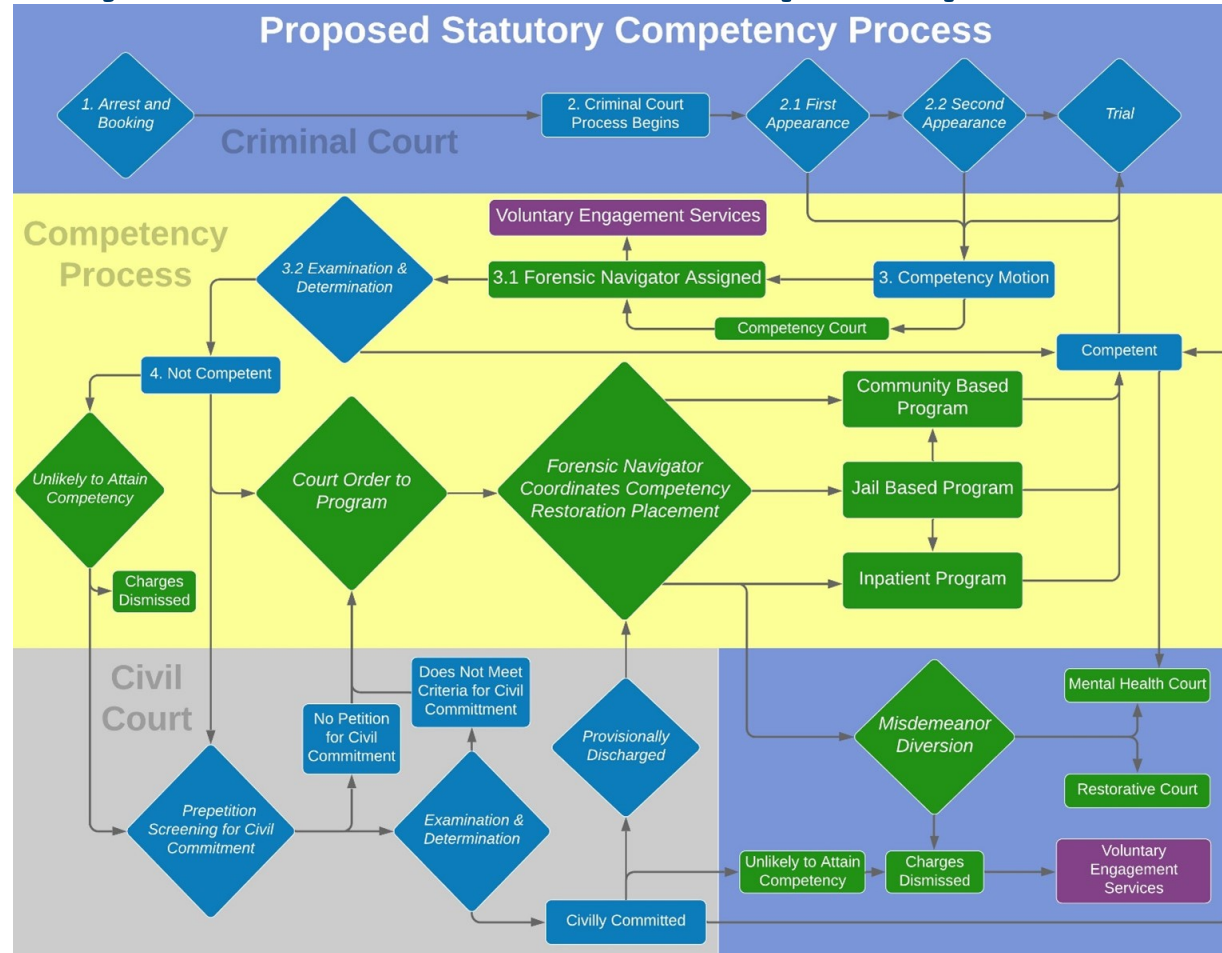 Proposed Statutory Competency Process
1. Arrest and
Booking
2. Criminal Court
Process Begins
2.1 First
Appearance
2.2 Second
Appearance
Trial
Criminal Court
Competency
Process
Voluntary Engagement Services
3.2 Examination &
Determination
3.1 Forensic Navigator Assigned
3. Competency Motion
Competency Court
Competent
4. Not Competent
Unlikely to Attain
Competency
Court Order to
Program
Forensic Navigator
Coordinates Competency
Restoration Placement
Community Based
Program
Jail Based Program
Inpatient Program
Charges
Dismissed
Civil
Court
Does Not Meet
Criteria for Civil
Committment
No Petition
for Civil
Commitment
Provisionally
Discharged
Prepetition
Screening for Civil
Commitment
Examination &
Determination
Civilly Committed
Misdemeanor
Diversion
Mental Health Court
Restorative Court
Unlikely to Attain
Competency
Charges
Dismissed
Voluntary
Engagement
Services